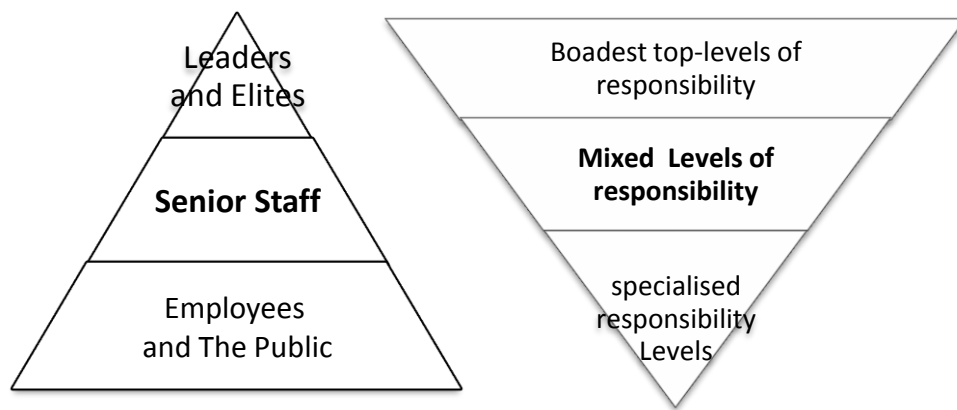 Leaders
and Elites
Senior Staff
Employees
and The Public
Boadest top-levels of
responsibility
Mixed Levels of
responsibility
specialised
responsibility
Levels